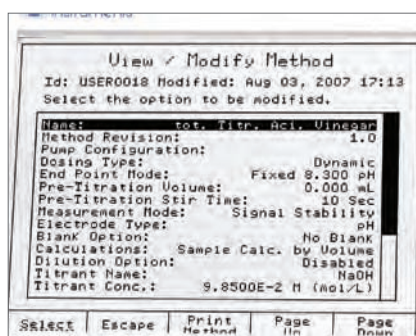 View / Modify Method
Id: USER0018 Modified: Aug 03, 2007 17:13
Select the option to be modified.
Name: tot. Titr. Aci. Vinegar
Method Revision: 1.0
Pump Configuration:
Dosing Type: Dynamic
End Point Mode: Fixed 8.300 pH
Pre-Titration Volume: 0.000 mL
Pre-Titration Stir Time: 10 Sec
Measurement Mode: Signal Stability
Electrode Type: pH
Blank Option: No Blank
Calculations: Sample Calc. by Volume
Dilution Option: Disabled
Titrant Name: NaOH
Titrant Conc.: 9.8500E-2 M (mol/L)
Select Escape Print Method Page Up Page Down